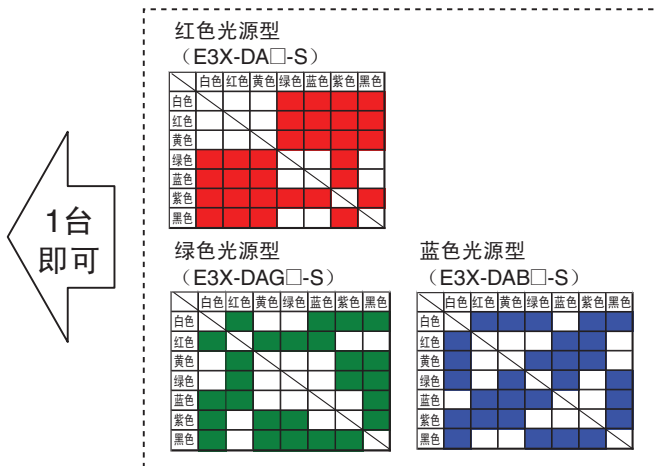 红色光源型
（E3X-DA□-S）
白色 红色 黄色 绿色 蓝色 紫色 黑色
白色
红色
黄色
绿色
蓝色
紫色
黑色
1台
即可
绿色光源型
（E3X-DAG□-S）
白色 红色 黄色 绿色 蓝色 紫色 黑色
白色
红色
黄色
绿色
蓝色
紫色
黑色
蓝色光源型
（E3X-DAB□-S）
白色 红色 黄色 绿色 蓝色 紫色 黑色
白色
红色
黄色
绿色
蓝色
紫色
黑色